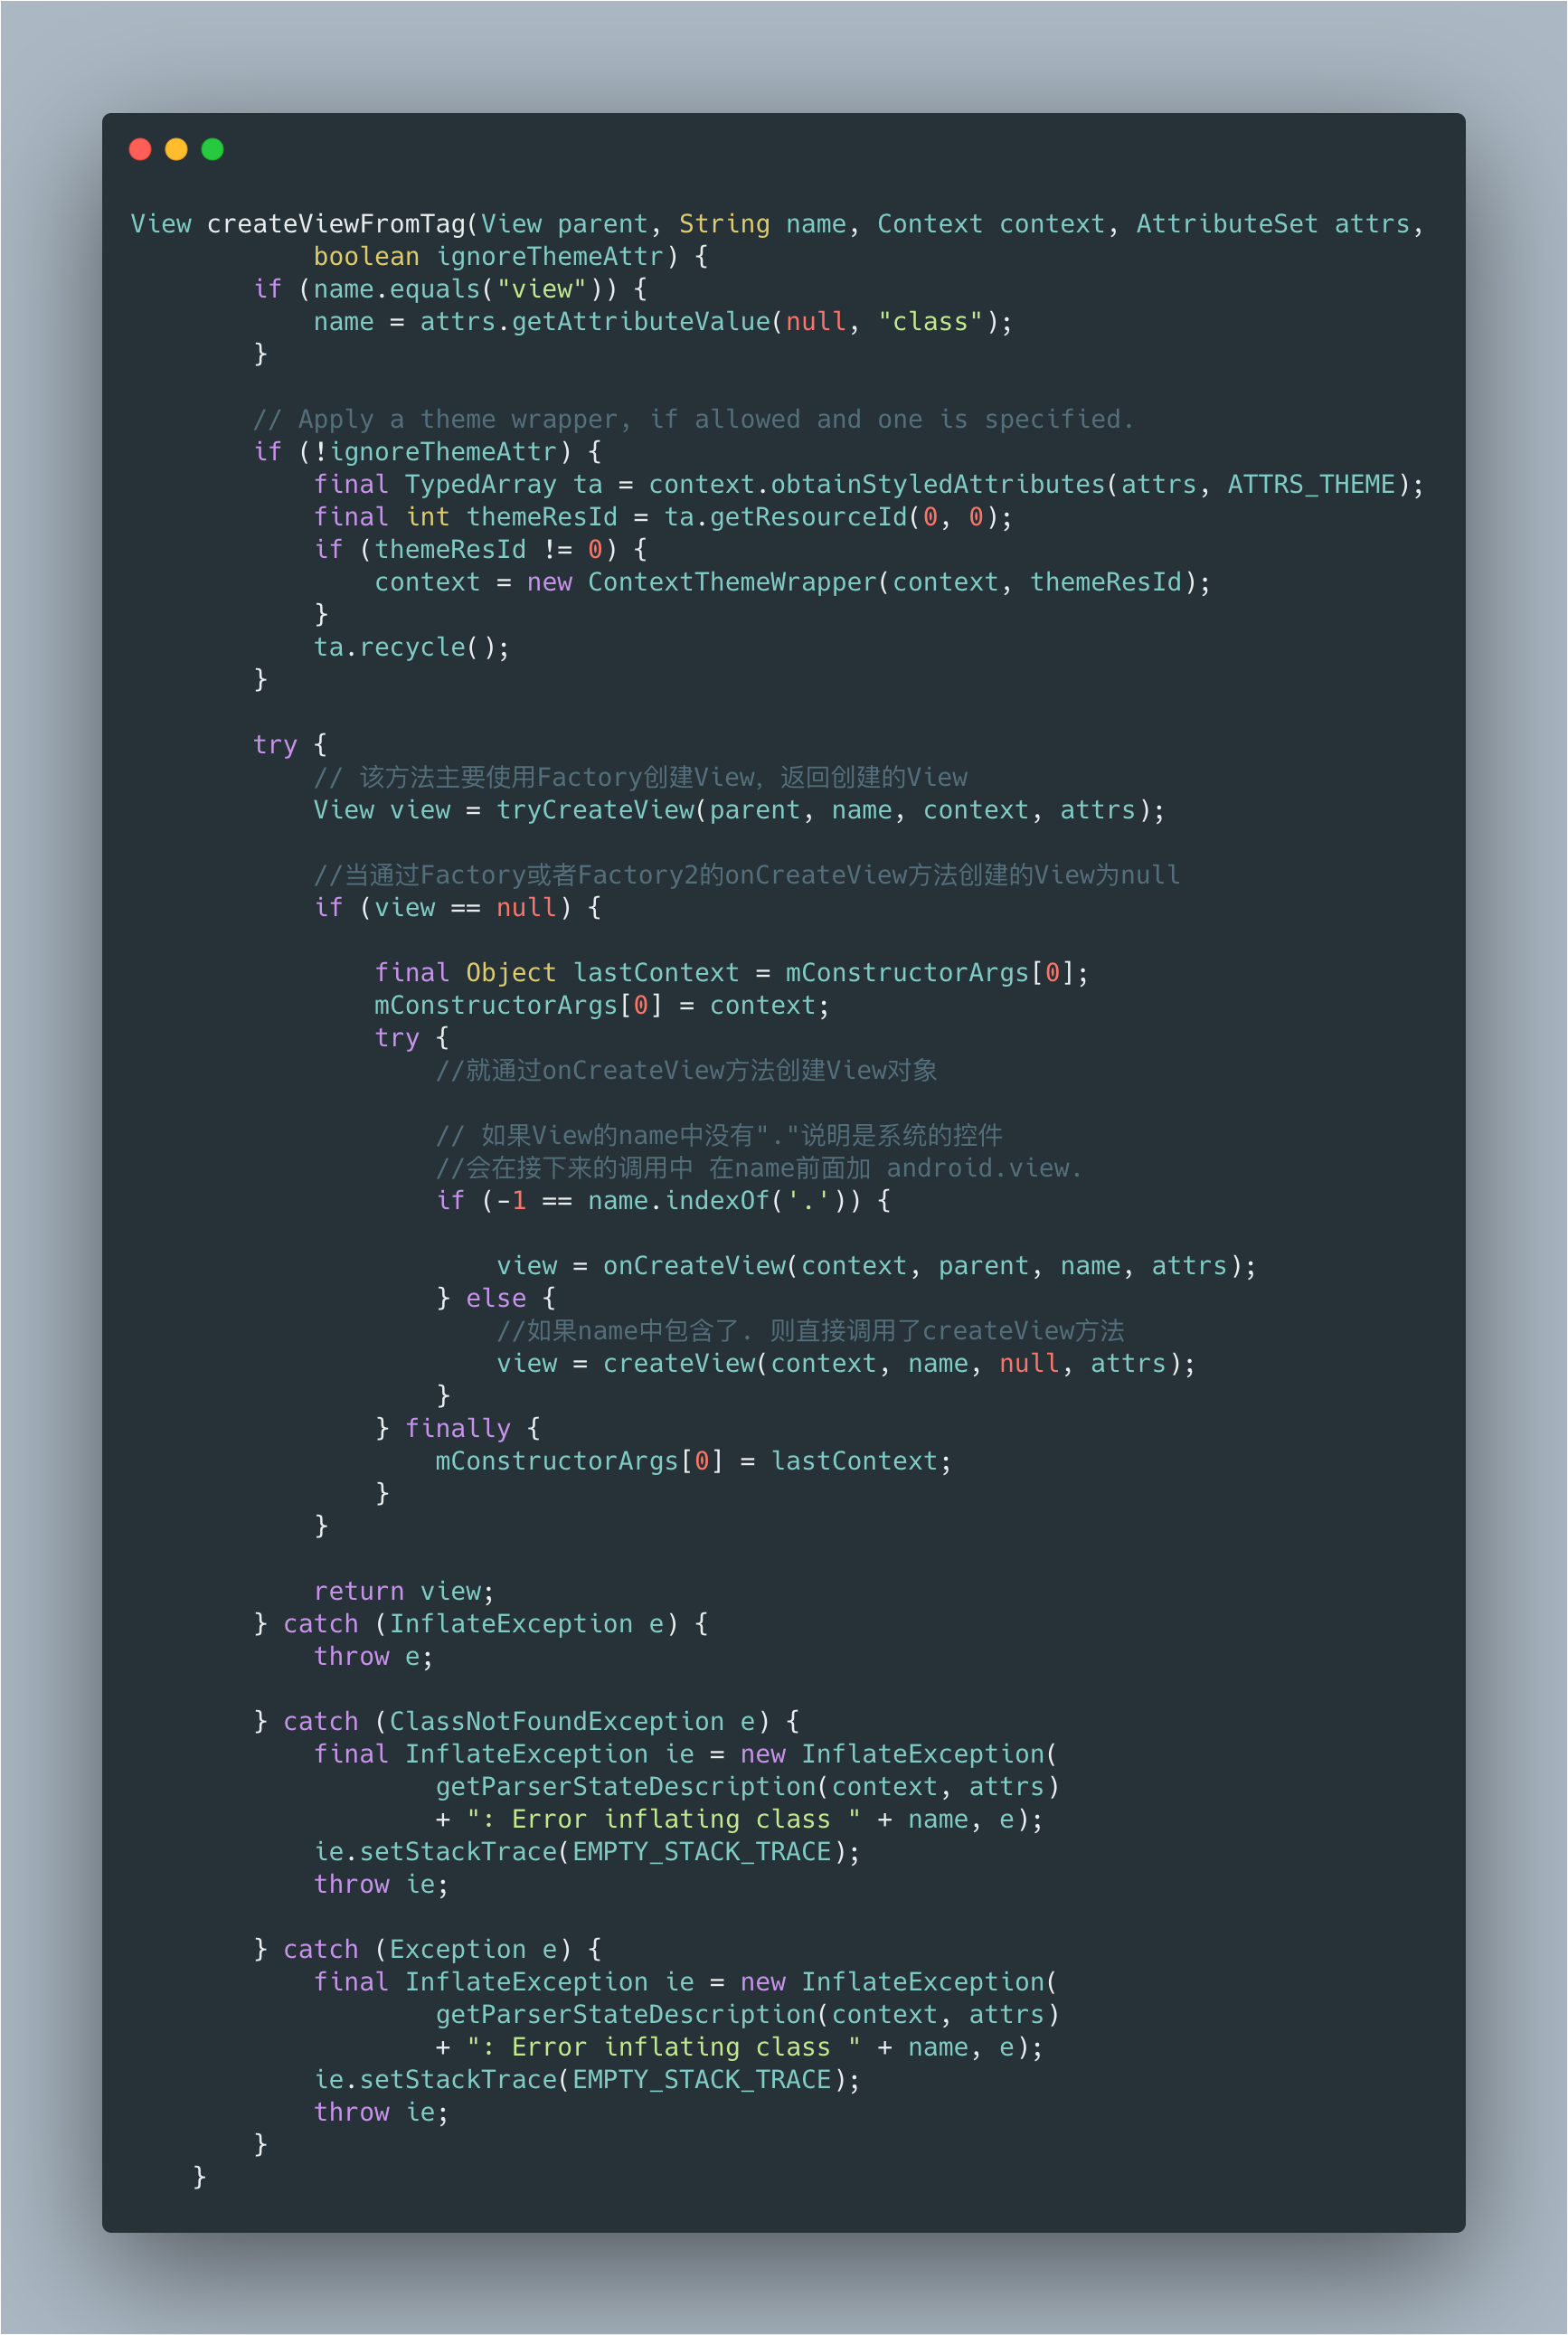 View createViewFromTag(View parent, String name, Context context, AttributeSet attrs,
            boolean ignoreThemeAttr) {
        if (name.equals("view")) {
            name = attrs.getAttributeValue(null, "class");
        }

        // Apply a theme wrapper, if allowed and one is specified.
        if (!ignoreThemeAttr) {
            final TypedArray ta = context.obtainStyledAttributes(attrs, ATTRS_THEME);
            final int themeResId = ta.getResourceId(0, 0);
            if (themeResId != 0) {
                context = new ContextThemeWrapper(context, themeResId);
            }
            ta.recycle();
        }

        try {
            // 该方法主要使用Factory创建View，返回创建的View
            View view = tryCreateView(parent, name, context, attrs);

            //当通过Factory或者Factory2的onCreateView方法创建的View为null
            if (view == null) {

                final Object lastContext = mConstructorArgs[0];
                mConstructorArgs[0] = context;
                try {
                    //就通过onCreateView方法创建View对象

                    // 如果View的name中没有"."说明是系统的控件
                    //会在接下来的调用中 在name前面加 android.view.
                    if (-1 == name.indexOf('.')) {

                        view = onCreateView(context, parent, name, attrs);
                    } else {
                        //如果name中包含了. 则直接调用了createView方法
                        view = createView(context, name, null, attrs);
                    }
                } finally {
                    mConstructorArgs[0] = lastContext;
                }
            }

            return view;
        } catch (InflateException e) {
            throw e;

        } catch (ClassNotFoundException e) {
            final InflateException ie = new InflateException(
                    getParserStateDescription(context, attrs)
                    + ": Error inflating class " + name, e);
            ie.setStackTrace(EMPTY_STACK_TRACE);
            throw ie;

        } catch (Exception e) {
            final InflateException ie = new InflateException(
                    getParserStateDescription(context, attrs)
                    + ": Error inflating class " + name, e);
            ie.setStackTrace(EMPTY_STACK_TRACE);
            throw ie;
        }
    }